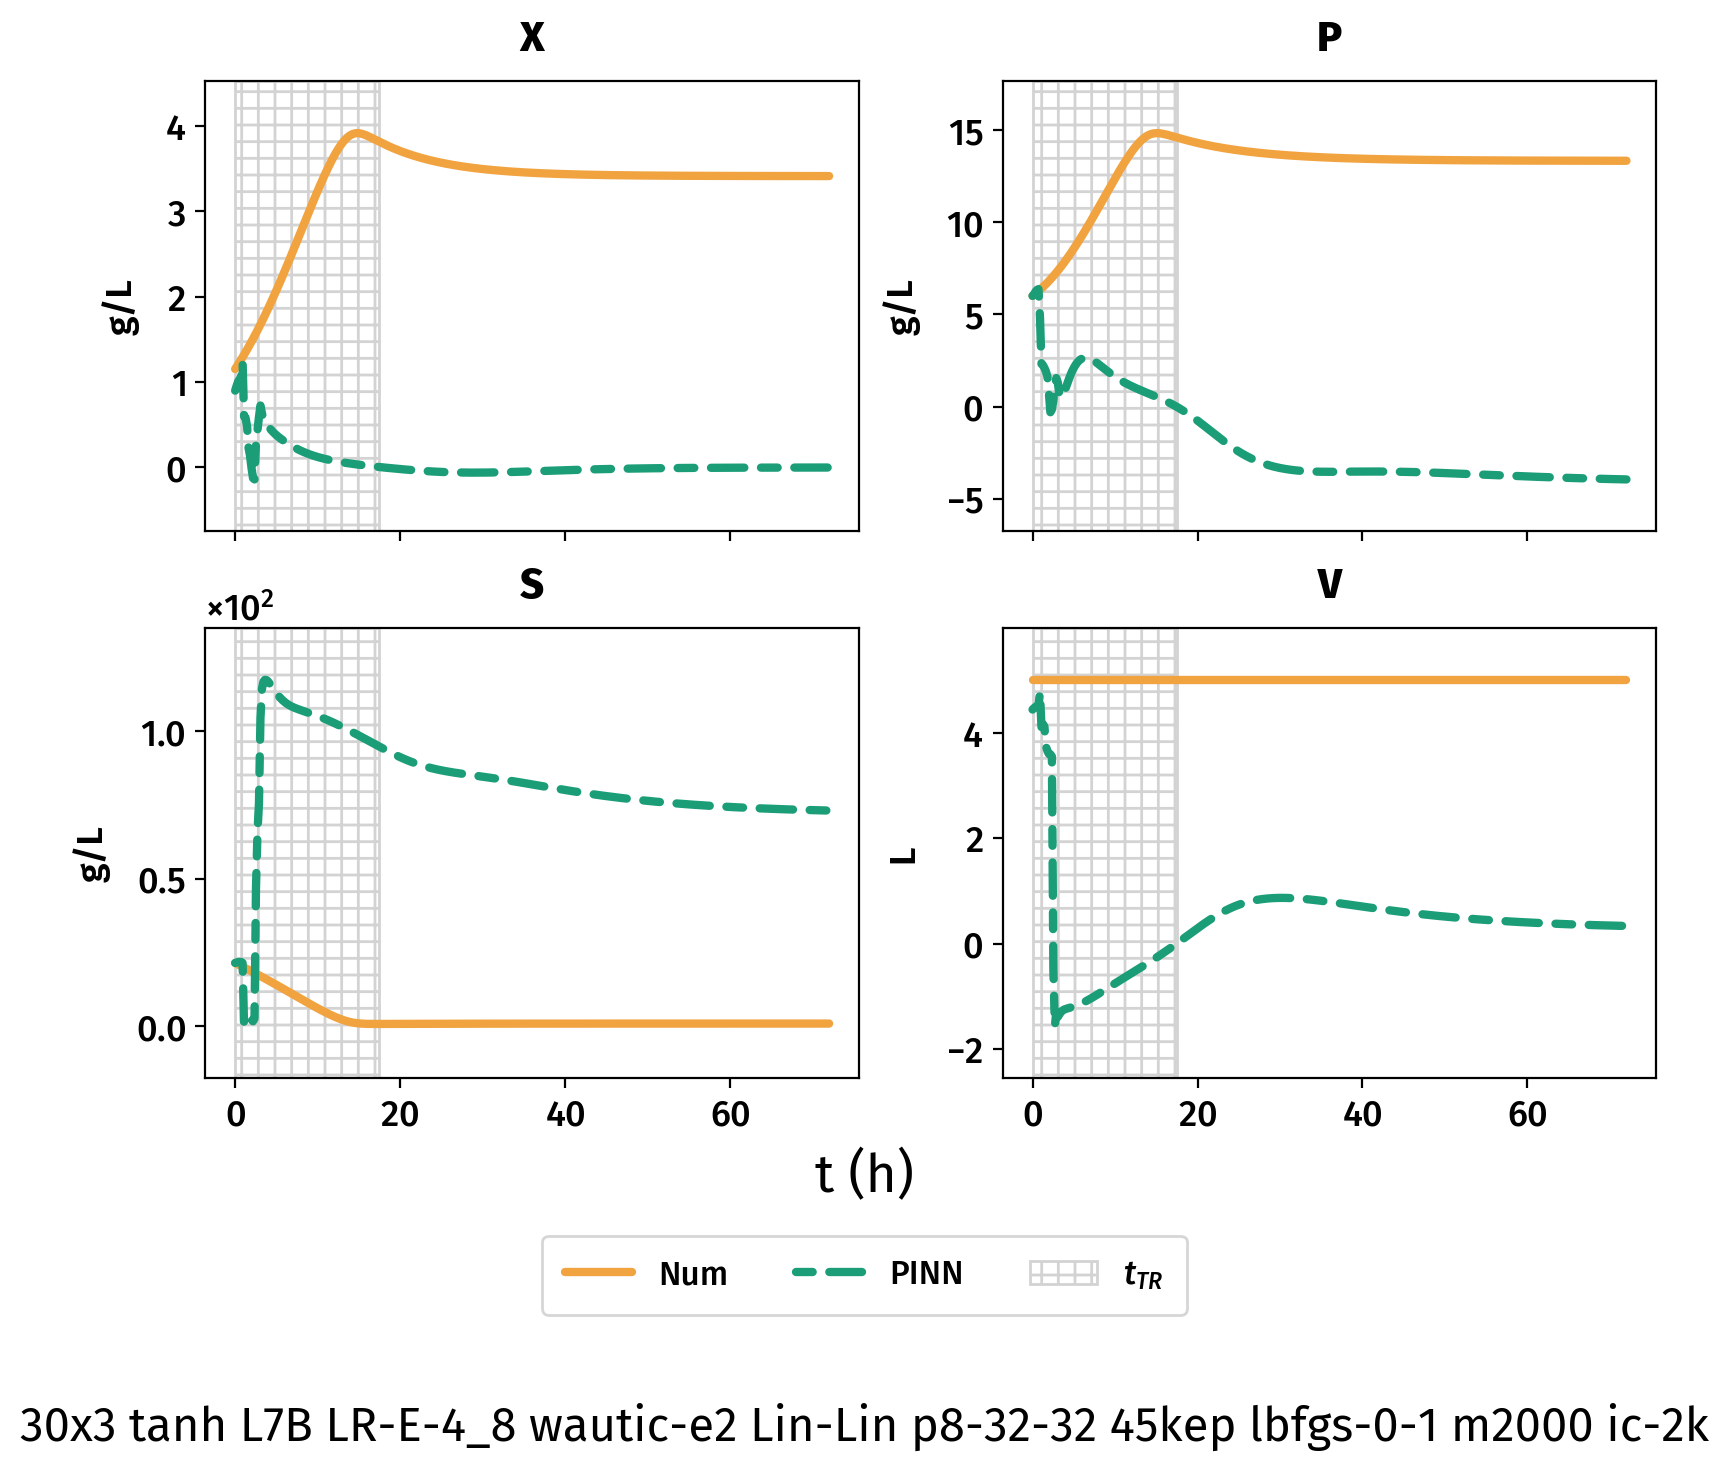 X
P
4
3
2
1
0
g/L
15
10
5
0
−5
g/L
S
V
×10²
1.0
0.5
0.0
g/L
4
2
0
−2
L
0 20 40 60
0 20 40 60
t (h)
Num PINN t_TR
30x3 tanh L7B LR-E-4_8 wautic-e2 Lin-Lin p8-32-32 45kep lbfgs-0-1 m2000 ic-2k